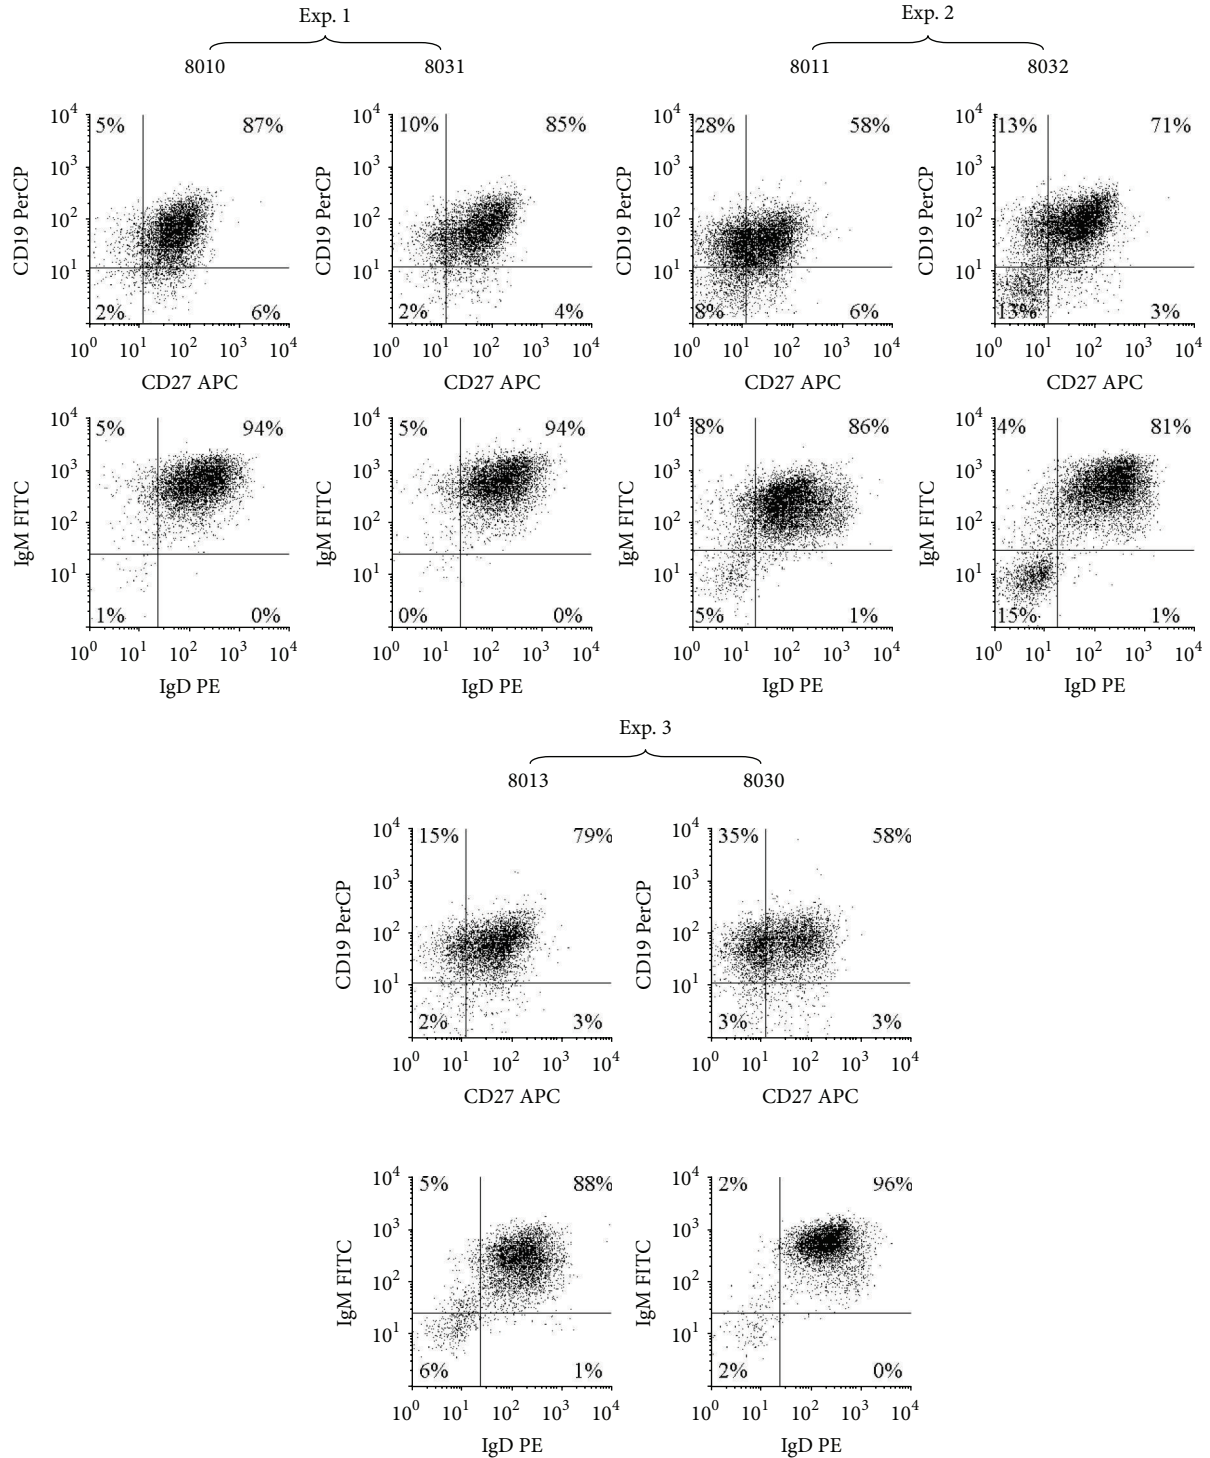 Exp. 1
Exp. 2
8010
8031
8011
8032
10^4 5% 87%
10^3
10^2
10^1
2% 6%
CD19 PerCP
10^0 10^1 10^2 10^3 10^4
CD27 APC
10^4 10% 85%
10^3
10^2
10^1
2% 4%
CD19 PerCP
10^0 10^1 10^2 10^3 10^4
CD27 APC
10^4 28% 58%
10^3
10^2
10^1
8% 6%
CD19 PerCP
10^0 10^1 10^2 10^3 10^4
CD27 APC
10^4 13% 71%
10^3
10^2
10^1
13% 3%
CD19 PerCP
10^0 10^1 10^2 10^3 10^4
CD27 APC
10^4 5% 94%
10^3
10^2
10^1
1% 0%
IgM FITC
10^0 10^1 10^2 10^3 10^4
IgD PE
10^4 5% 94%
10^3
10^2
10^1
0% 0%
IgM FITC
10^0 10^1 10^2 10^3 10^4
IgD PE
10^4 8% 86%
10^3
10^2
10^1
5% 1%
IgM FITC
10^0 10^1 10^2 10^3 10^4
IgD PE
10^4 4% 81%
10^3
10^2
10^1
15% 1%
IgM FITC
10^0 10^1 10^2 10^3 10^4
IgD PE
Exp. 3
8013
8030
10^4 15% 79%
10^3
10^2
10^1
2% 3%
CD19 PerCP
10^0 10^1 10^2 10^3 10^4
CD27 APC
10^4 35% 58%
10^3
10^2
10^1
3% 3%
CD19 PerCP
10^0 10^1 10^2 10^3 10^4
CD27 APC
10^4 5% 88%
10^3
10^2
10^1
6% 1%
IgM FITC
10^0 10^1 10^2 10^3 10^4
IgD PE
10^4 2% 96%
10^3
10^2
10^1
2% 0%
IgM FITC
10^0 10^1 10^2 10^3 10^4
IgD PE